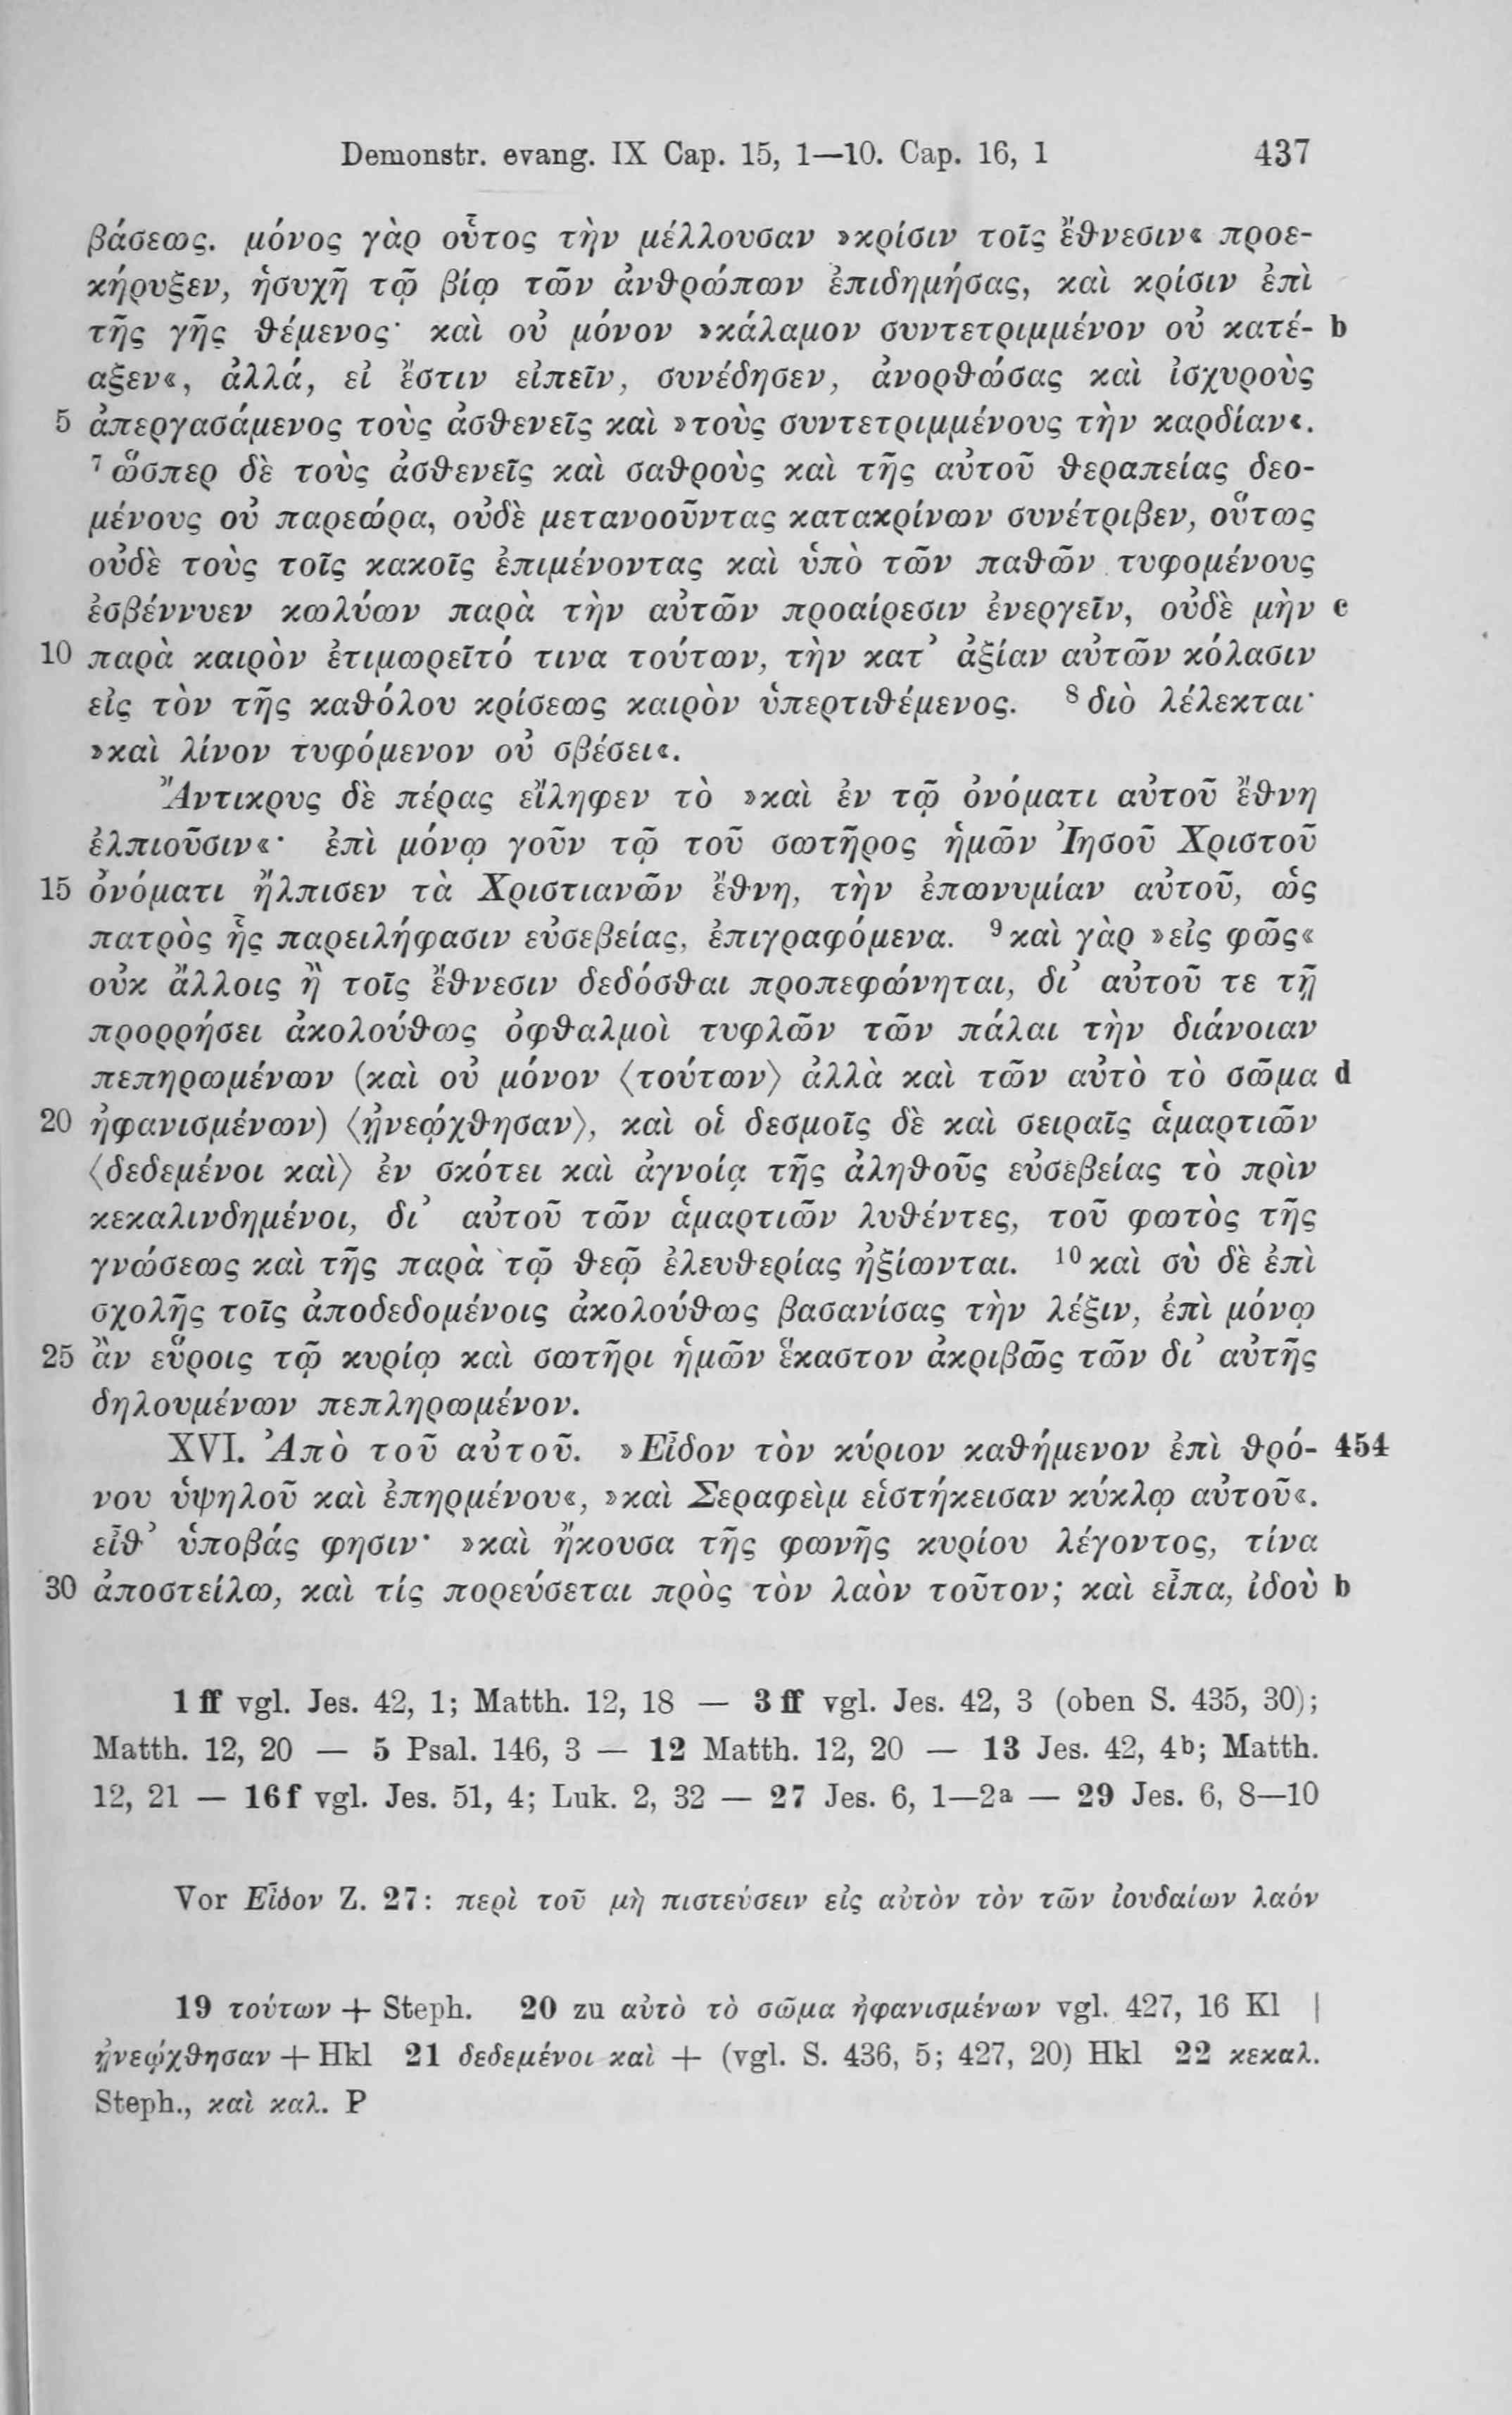 Demonstr. evang. IX Cap. 15, 1—10. Cap. 16, 1 437
βάσεως. μόνος γὰρ οὗτος τὴν μέλλουσαν »κρίσιν τοῖς ἔθνεσιν« προε-
κήρυξεν, ἡσυχῆ τῷ βίῳ τῶν ἀνθρώπων ἐπιδημήσας, καὶ κρίσιν ἐπὶ
τῆς γῆς θέμενος· καὶ οὐ μόνον »κάλαμον συντετριμμένον οὐ κατέ- b
αξεν«, ἀλλά, εἰ ἔστιν εἰπεῖν, συνέδησεν, ἀνορθώσας καὶ ἰσχυροὺς
5 ἀπεργασάμενος τοὺς ἀσθενεῖς καὶ »τοὺς συντετριμμένους τὴν καρδίαν«.
⁷ ὥσπερ δὲ τοὺς ἀσθενεῖς καὶ σαθροὺς καὶ τῆς αὐτοῦ θεραπείας δεο-
μένους οὐ παρεώρα, οὐδὲ μετανοοῦντας κατακρίνων συνέτριβεν, οὕτως
οὐδὲ τοὺς τοῖς κακοῖς ἐπιμένοντας καὶ ὑπὸ τῶν παθῶν τυφομένους
ἐσβέννυεν κωλύων παρὰ τὴν αὐτῶν προαίρεσιν ἐνεργεῖν, οὐδὲ μὴν c
10 παρὰ καιρὸν ἐτιμωρεῖτό τινα τούτων, τὴν κατ’ ἀξίαν αὐτῶν κόλασιν
εἰς τὸν τῆς καθόλου κρίσεως καιρὸν ὑπερτιθέμενος. ⁸ διὸ λέλεκται·
»καὶ λίνον τυφόμενον οὐ σβέσει«.
Ἄντικρυς δὲ πέρας εἴληφεν τὸ »καὶ ἐν τῷ ὀνόματι αὐτοῦ ἔθνη
ἐλπιοῦσιν«· ἐπὶ μόνῳ γοῦν τῷ τοῦ σωτῆρος ἡμῶν Ἰησοῦ Χριστοῦ
15 ὀνόματι ἤλπισεν τὰ Χριστιανῶν ἔθνη, τὴν ἐπωνυμίαν αὐτοῦ, ὡς
πατρὸς ἧς παρειλήφασιν εὐσεβείας, ἐπιγραφόμενα. ⁹ καὶ γὰρ »εἰς φῶς«
οὐκ ἄλλοις ἢ τοῖς ἔθνεσιν δεδόσθαι προπεφώνηται, δι’ αὐτοῦ τε τῇ
προρρήσει ἀκολούθως ὀφθαλμοὶ τυφλῶν τῶν πάλαι τὴν διάνοιαν
πεπηρωμένων (καὶ οὐ μόνον ⟨τούτων⟩ ἀλλὰ καὶ τῶν αὐτὸ τὸ σῶμα d
20 ἠφανισμένων) ⟨ἠνεῴχθησαν⟩, καὶ οἱ δεσμοῖς δὲ καὶ σειραῖς ἁμαρτιῶν
⟨δεδεμένοι καὶ⟩ ἐν σκότει καὶ ἀγνοίᾳ τῆς ἀληθοῦς εὐσεβείας τὸ πρὶν
κεκαλινδημένοι, δι’ αὐτοῦ τῶν ἁμαρτιῶν λυθέντες, τοῦ φωτὸς τῆς
γνώσεως καὶ τῆς παρὰ τῷ θεῷ ἐλευθερίας ἠξίωνται. ¹⁰ καὶ σὺ δὲ ἐπὶ
σχολῆς τοῖς ἀποδεδομένοις ἀκολούθως βασανίσας τὴν λέξιν, ἐπὶ μόνῳ
25 ἂν εὕροις τῷ κυρίῳ καὶ σωτῆρι ἡμῶν ἕκαστον ἀκριβῶς τῶν δι’ αὐτῆς
δηλουμένων πεπληρωμένον.
XVI. Ἀπὸ τοῦ αὐτοῦ. »Εἶδον τὸν κύριον καθήμενον ἐπὶ θρό- 454
νου ὑψηλοῦ καὶ ἐπηρμένου«, »καὶ Σεραφεὶμ εἱστήκεισαν κύκλῳ αὐτοῦ«.
εἶθ’ ὑποβάς φησιν· »καὶ ἤκουσα τῆς φωνῆς κυρίου λέγοντος, τίνα
30 ἀποστείλω, καὶ τίς πορεύσεται πρὸς τὸν λαὸν τοῦτον; καὶ εἶπα, ἰδοὺ b
1 ff vgl. Jes. 42, 1; Matth. 12, 18 — 3 ff vgl. Jes. 42, 3 (oben S. 435, 30);
Matth. 12, 20 — 5 Psal. 146, 3 — 12 Matth. 12, 20 — 13 Jes. 42, 4b; Matth.
12, 21 — 16 f vgl. Jes. 51, 4; Luk. 2, 32 — 27 Jes. 6, 1—2a — 29 Jes. 6, 8—10
Vor Εἶδον Z. 27: περὶ τοῦ μὴ πιστεύσειν εἰς αὐτὸν τὸν τῶν ἰουδαίων λαόν
19 τούτων + Steph. 20 zu αὐτὸ τὸ σῶμα ἠφανισμένων vgl. 427, 16 Kl |
ἠνεῴχθησαν + Hkl 21 δεδεμένοι καὶ + (vgl. S. 436, 5; 427, 20) Hkl 22 κεκαλ.
Steph., καὶ καλ. P